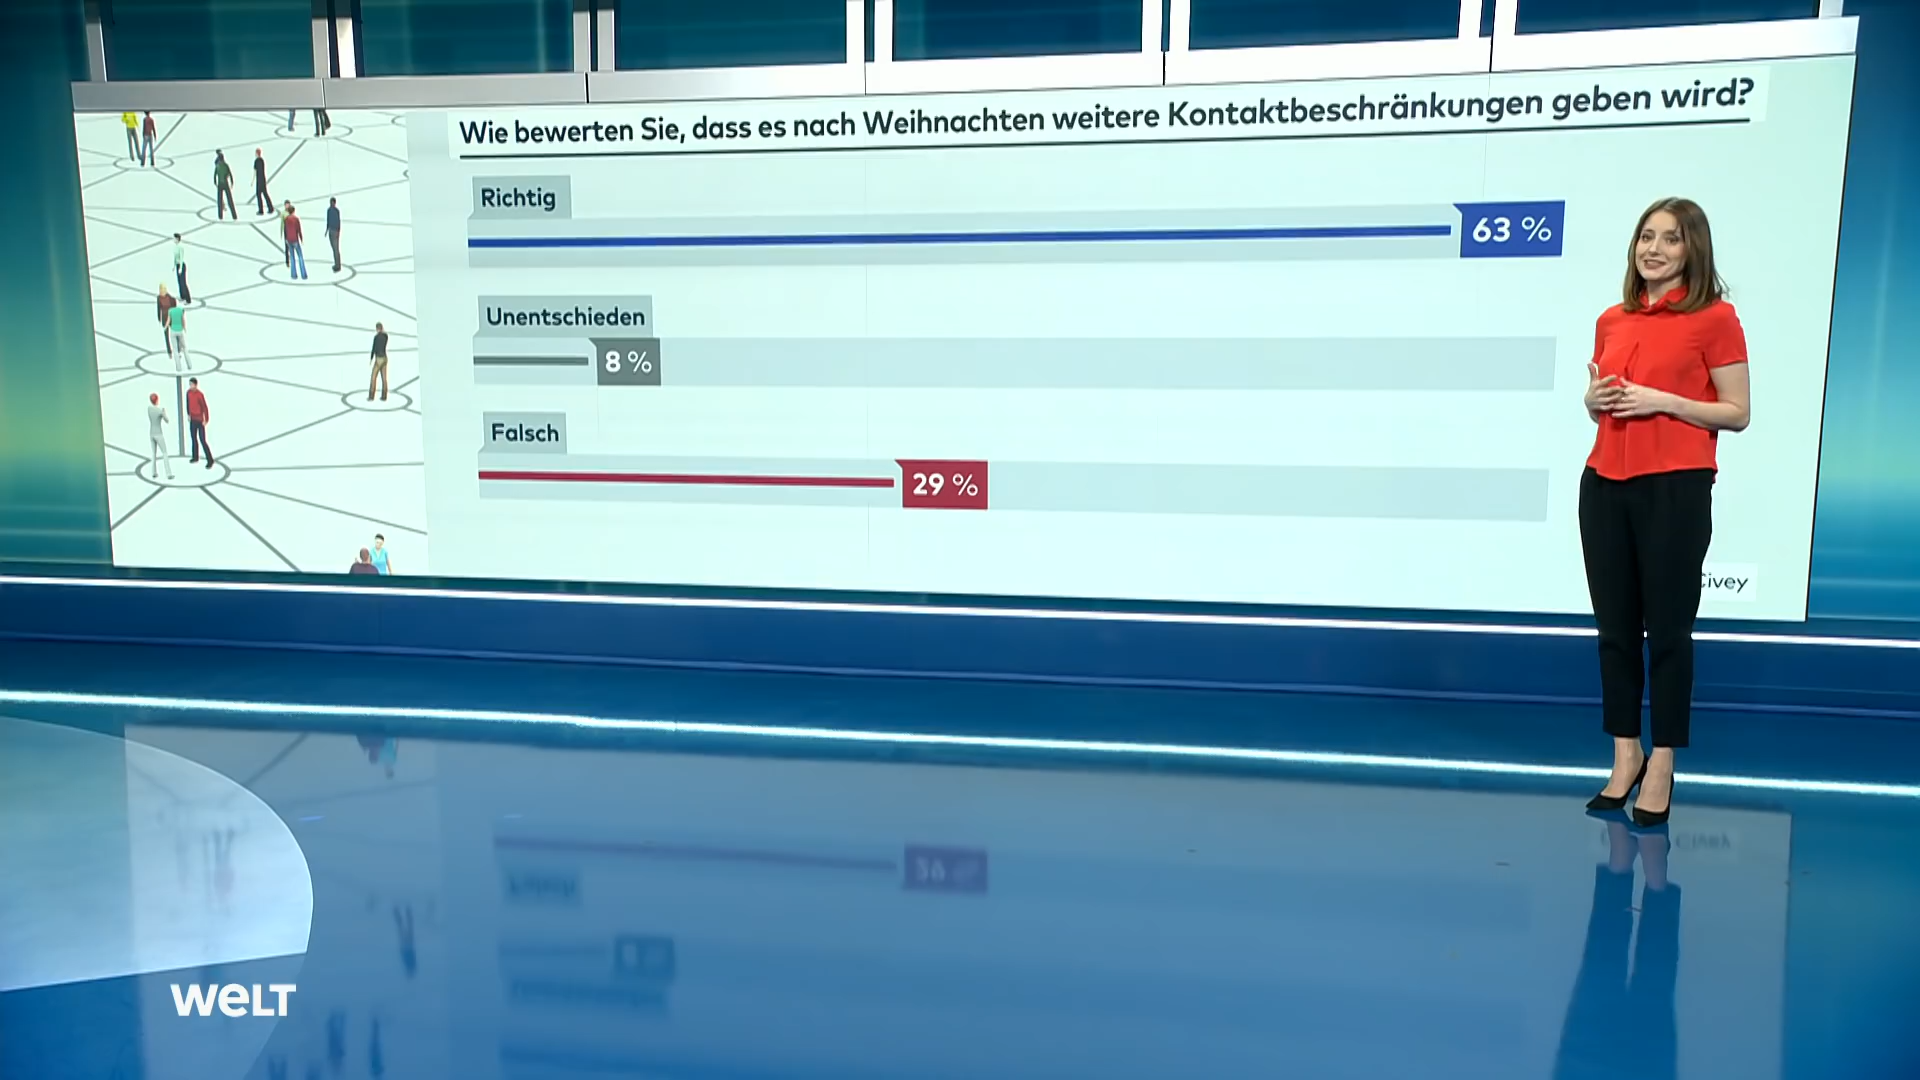 Wie bewerten Sie, dass es nach Weihnachten weitere Kontaktbeschränkungen geben wird?
Richtig
63 %
Unentschieden
8 %
Falsch
29 %
WELT